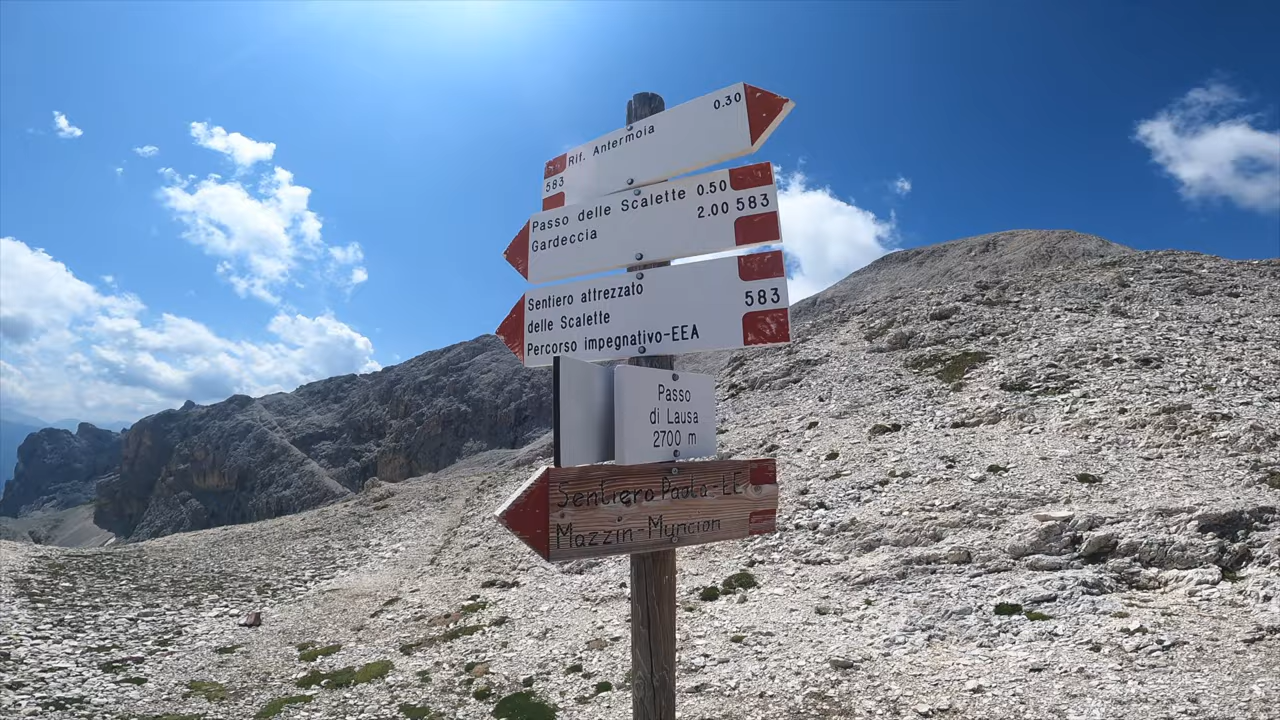 Rif. Antermoia 0.30
583
Passo delle Scalette 0.50
Gardeccia 2.00 583
Sentiero attrezzato
delle Scalette 583
Percorso impegnativo-EEA
Passo
di Lausa
2700 m
Sentiero Paola-EE
Mazzin-Myncion